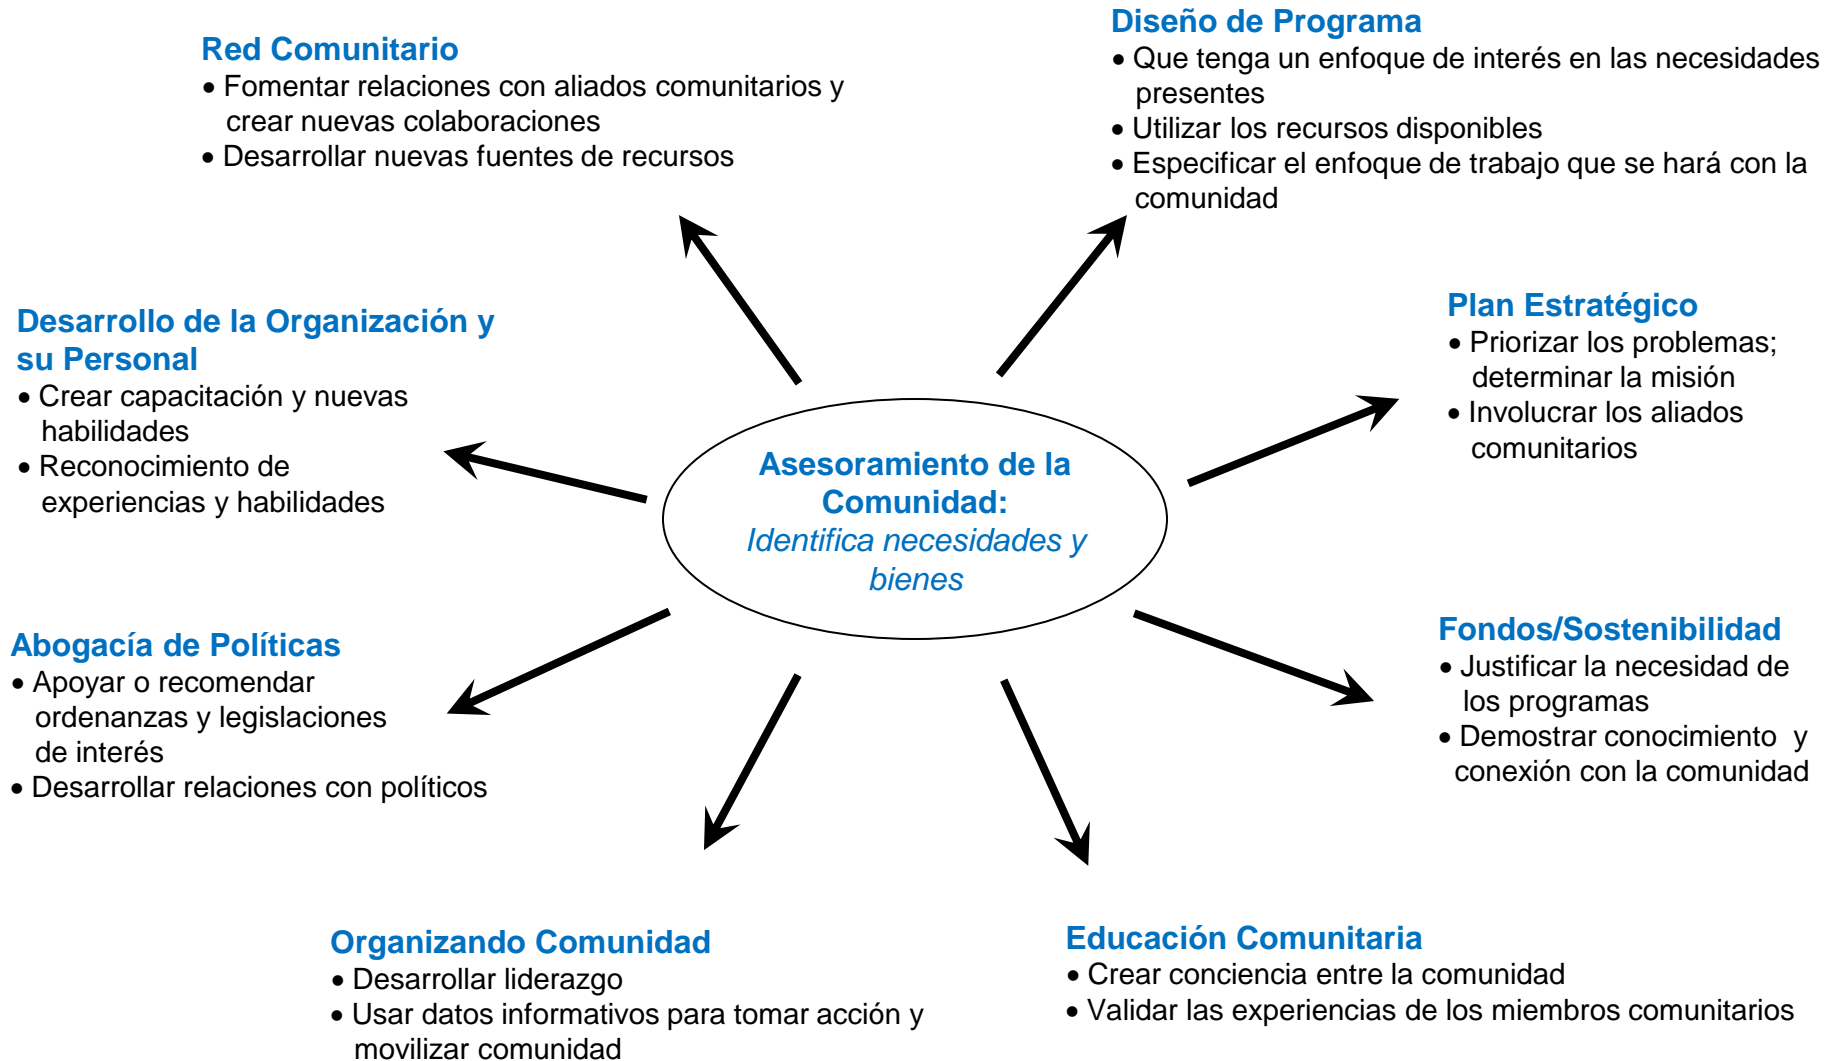 Red Comunitario
• Fomentar relaciones con aliados comunitarios y
crear nuevas colaboraciones
• Desarrollar nuevas fuentes de recursos
Diseño de Programa
• Que tenga un enfoque de interés en las necesidades
presentes
• Utilizar los recursos disponibles
• Especificar el enfoque de trabajo que se hará con la
comunidad
Desarrollo de la Organización y
su Personal
• Crear capacitación y nuevas
habilidades
• Reconocimiento de
experiencias y habilidades
Plan Estratégico
• Priorizar los problemas;
determinar la misión
• Involucrar los aliados
comunitarios
Asesoramiento de la
Comunidad:
Identifica necesidades y
bienes
Abogacía de Políticas
• Apoyar o recomendar
ordenanzas y legislaciones
de interés
• Desarrollar relaciones con políticos
Fondos/Sostenibilidad
• Justificar la necesidad de
los programas
• Demostrar conocimiento y
conexión con la comunidad
Organizando Comunidad
• Desarrollar liderazgo
• Usar datos informativos para tomar acción y
movilizar comunidad
Educación Comunitaria
• Crear conciencia entre la comunidad
• Validar las experiencias de los miembros comunitarios